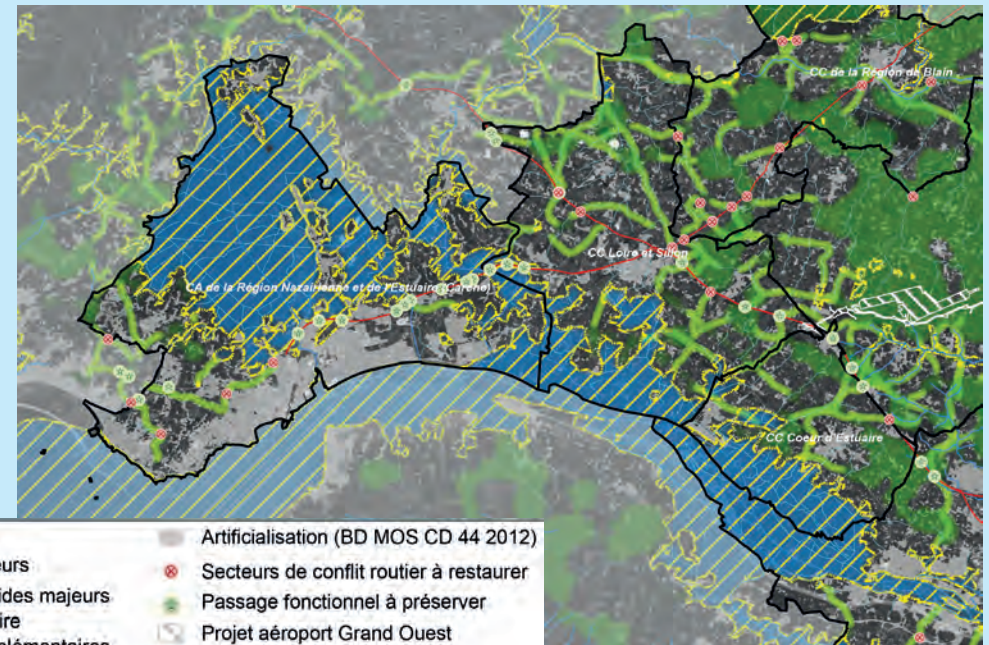 CC de la Région de Blain
CC Loire et Sillon
CA de la Région Nazairienne et de l'Estuaire (Carene)
CC Coeur d'Estuaire
Artificialisation (BD MOS CD 44 2012)
Secteurs de conflit routier à restaurer
majeurs
Passage fonctionnel à préserver
Projet aéroport Grand Ouest